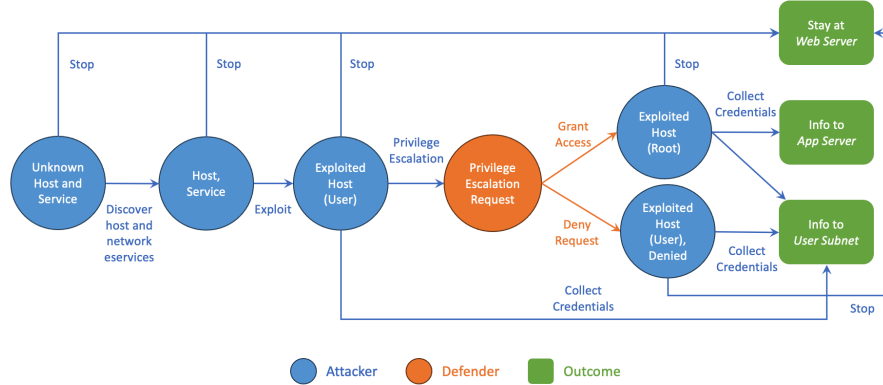 Stay at
Web Server
Stop
Stop
Stop
Stop
Unknown
Host and
Service
Discover
host and
network
eservices
Host,
Service
Exploit
Exploited
Host
(User)
Privilege
Escalation
Privilege
Escalation
Request
Grant
Access
Deny
Request
Exploited
Host
(Root)
Collect
Credentials
Info to
App Server
Exploited
Host
(User),
Denied
Collect
Credentials
Info to
User Subnet
Collect
Credentials
Stop
Attacker
Defender
Outcome